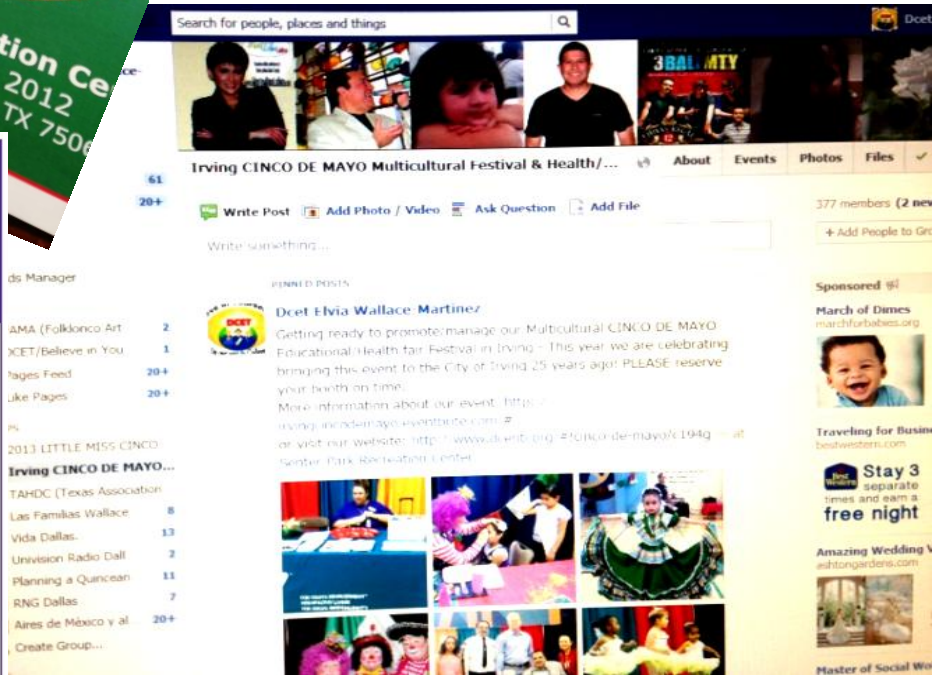 tion Ce
2012
TX 7506
Search for people, places and things
Dcet
3BALLMTY
Irving CINCO DE MAYO Multicultural Festival & Health/...
About Events Photos Files
61
20+
Write Post Add Photo / Video Ask Question Add File
Write something...
377 members (2 new
+ Add People to Gro
ds Manager
AMA (Folklorico Art 2
DCET/Believe in You 1
Pages Feed 20+
Like Pages 20+
2013 LITTLE MISS CINCO
Irving CINCO DE MAYO...
TAHDC (Texas Association
Las Familias Wallace 8
Vida Dallas. 13
Univision Radio Dall 2
Planning a Quincean 11
RNG Dallas 7
Aires de México y al 20+
Create Group...
PINNED POSTS
DCET
Dcet Elvia Wallace-Martinez
Getting ready to promote/manage our Multicultural CINCO DE MAYO
Educational/Health fair Festival in Irving - This year we are celebrating
bringing this event to the City of Irving 25 years ago! PLEASE reserve
your booth on time.
More information about our event: http://
irvingcincodemayo.eventbrite.com/#
or visit our website: at
Senter Park Recreation Center
Sponsored
March of Dimes
marchforbabies.org
Traveling for Busine
bestwestern.com
Best Western
Stay 3
separate
times and earn a
free night
Amazing Wedding V
ashtongardens.com
Master of Social Wo